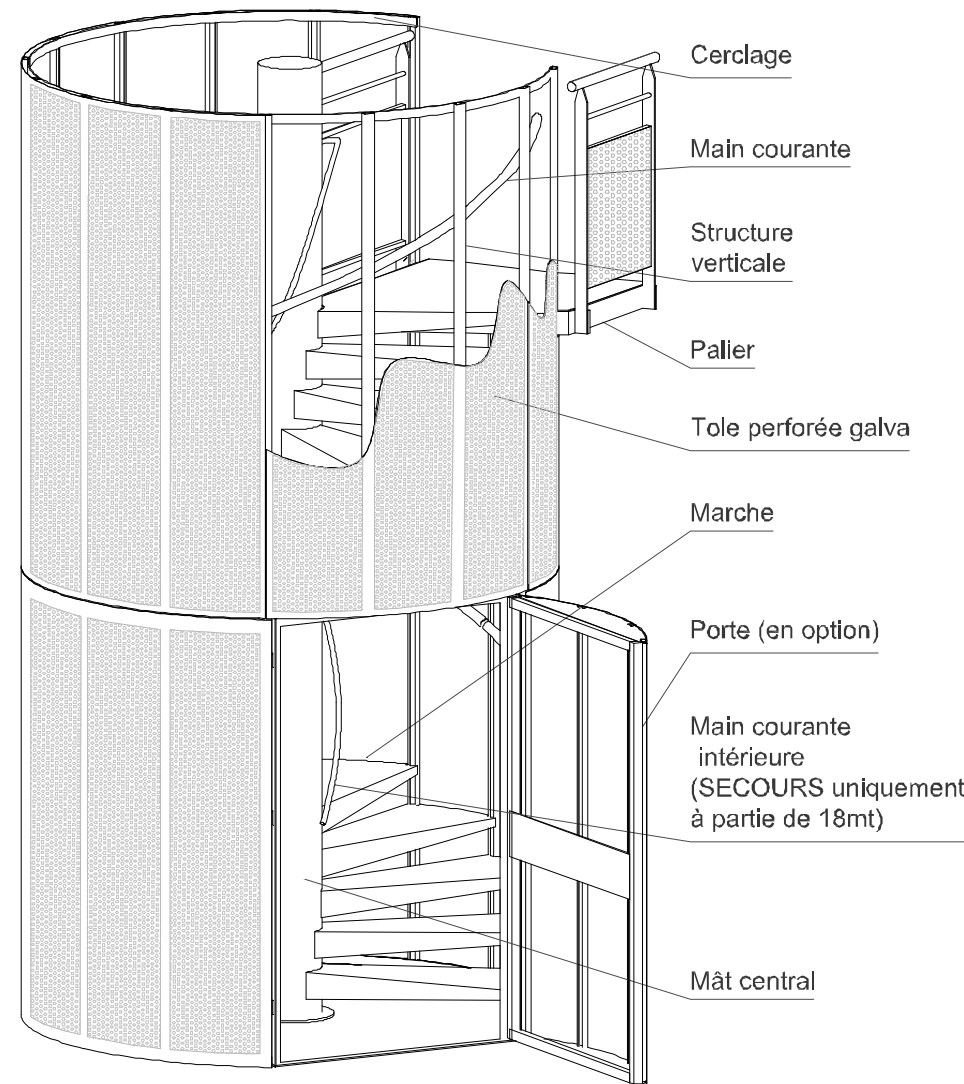 Cerclage
Main courante
Structure
verticale
Palier
Tole perforée galva
Marche
Porte (en option)
Main courante
intérieure
(SECOURS uniquement
à partie de 18mt)
Mât central